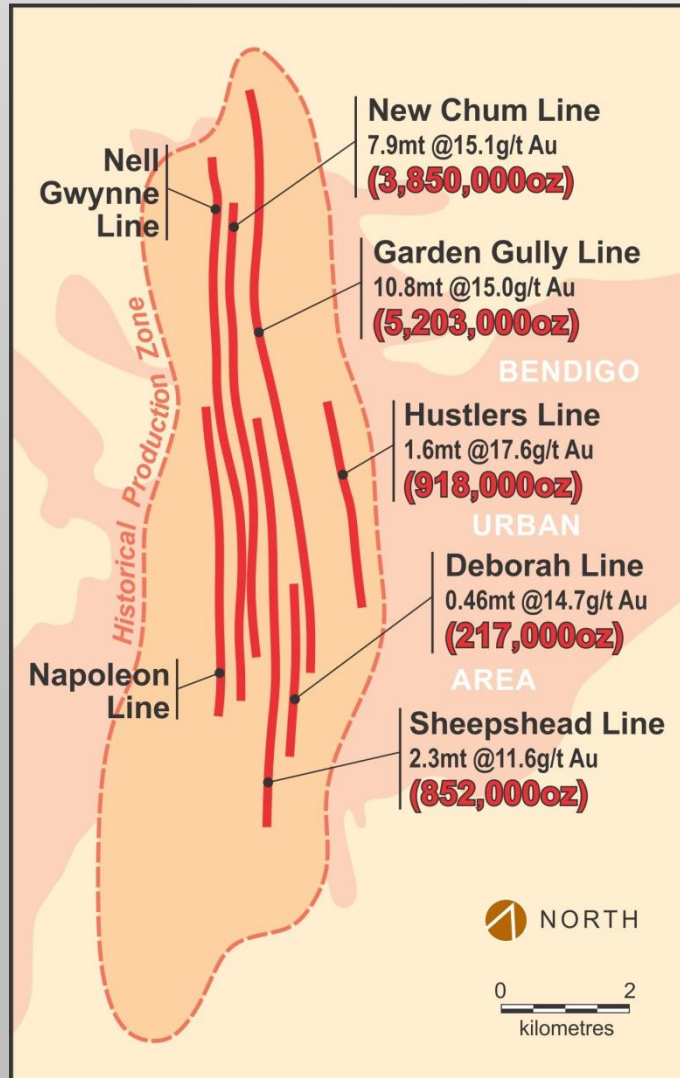 New Chum Line
7.9mt @15.1g/t Au
(3,850,000oz)
Nell
Gwynne
Line
Garden Gully Line
10.8mt @15.0g/t Au
(5,203,000oz)
Historical Production Zone
BENDIGO
Hustlers Line
1.6mt @17.6g/t Au
(918,000oz)
URBAN
Deborah Line
0.46mt @14.7g/t Au
(217,000oz)
Napoleon
Line
AREA
Sheepshead Line
2.3mt @11.6g/t Au
(852,000oz)
NORTH
0 2
kilometres